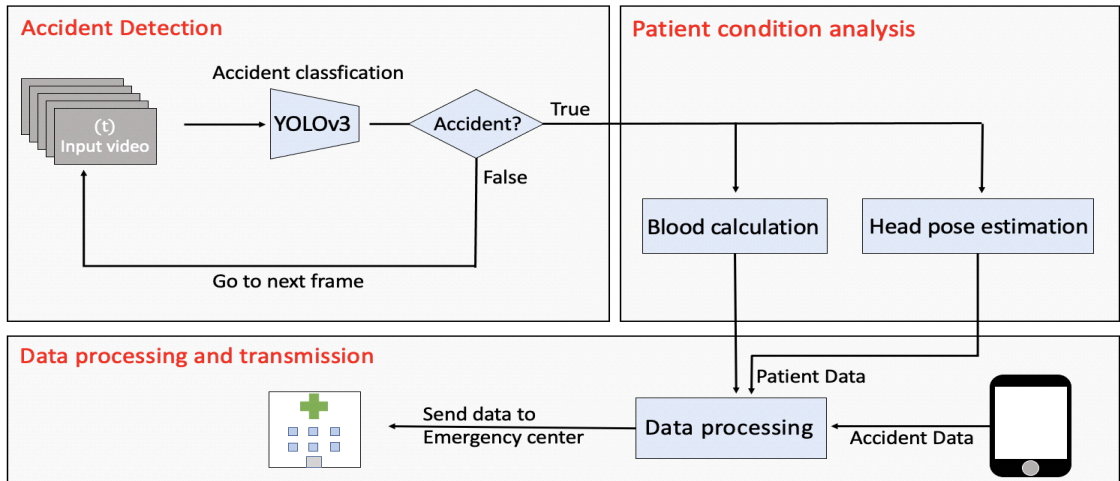 Accident Detection
Accident classfication
(t)
Input video
YOLOv3
Accident?
True
False
Go to next frame
Patient condition analysis
Blood calculation
Head pose estimation
Data processing and transmission
Patient Data
Send data to
Emergency center
Data processing
Accident Data